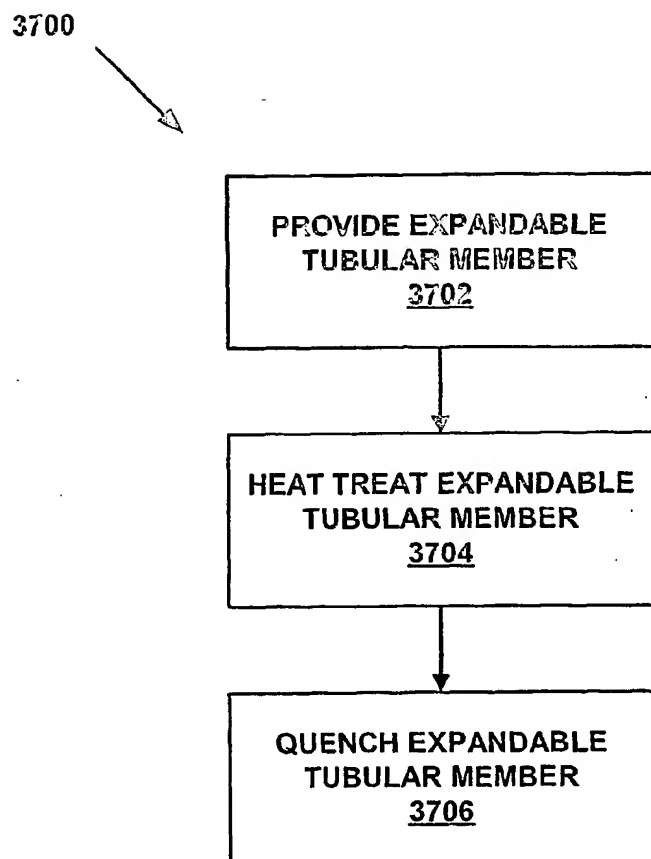 3700
PROVIDE EXPANDABLE
TUBULAR MEMBER
3702
HEAT TREAT EXPANDABLE
TUBULAR MEMBER
3704
QUENCH EXPANDABLE
TUBULAR MEMBER
3706